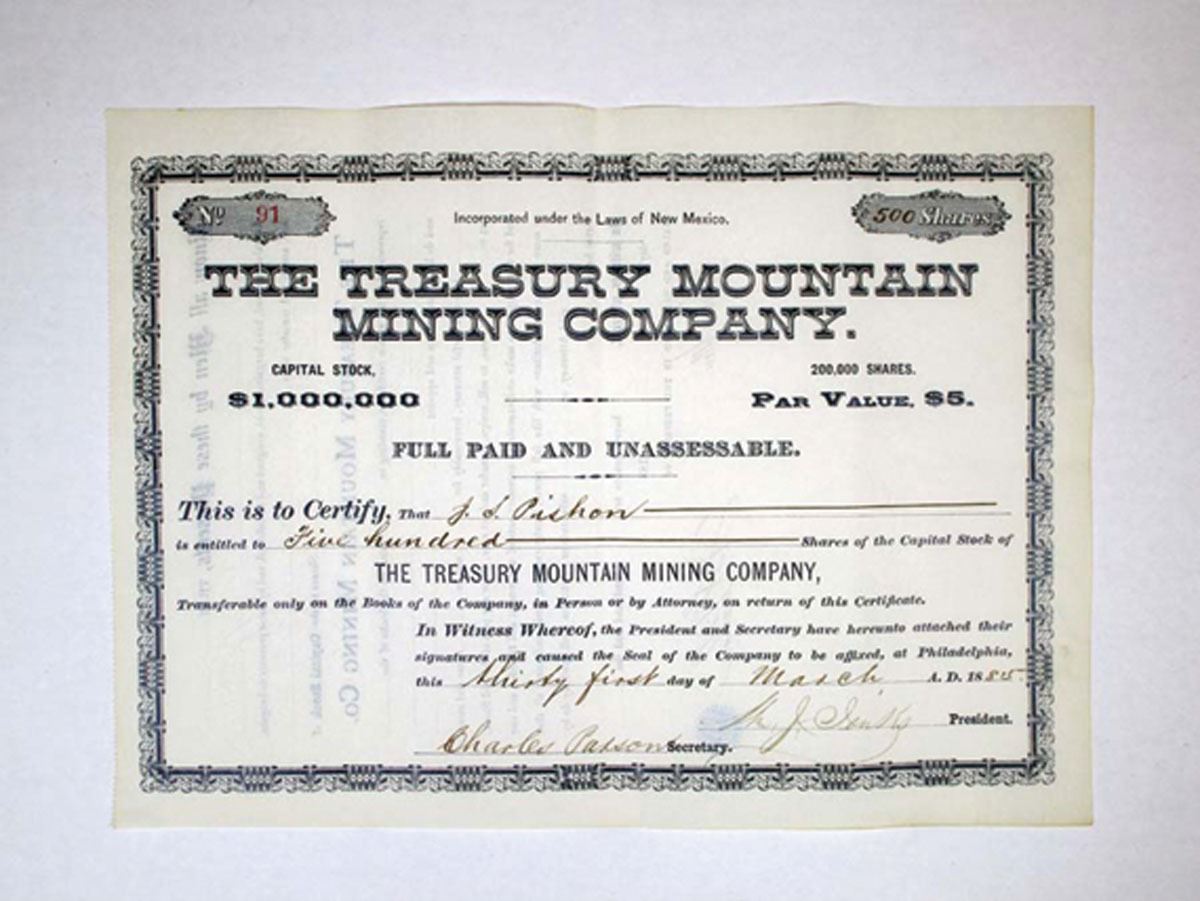 No 91
Incorporated under the Laws of New Mexico.
500 Shares
THE TREASURY MOUNTAIN
MINING COMPANY.
CAPITAL STOCK,
200,000 SHARES.
$1,000,000
PAR VALUE, $5.
FULL PAID AND UNASSESSABLE.
This is to Certify, That J. S. Pishon
is entitled to Five hundred Shares of the Capital Stock of
THE TREASURY MOUNTAIN MINING COMPANY,
Transferable only on the Books of the Company, in Person or by Attorney, on return of this Certificate.
In Witness Whereof, the President and Secretary have hereunto attached their
signatures and caused the Seal of the Company to be affixed, at Philadelphia,
this thirty first day of March A. D. 1885.
President.
Charles Parsons Secretary.